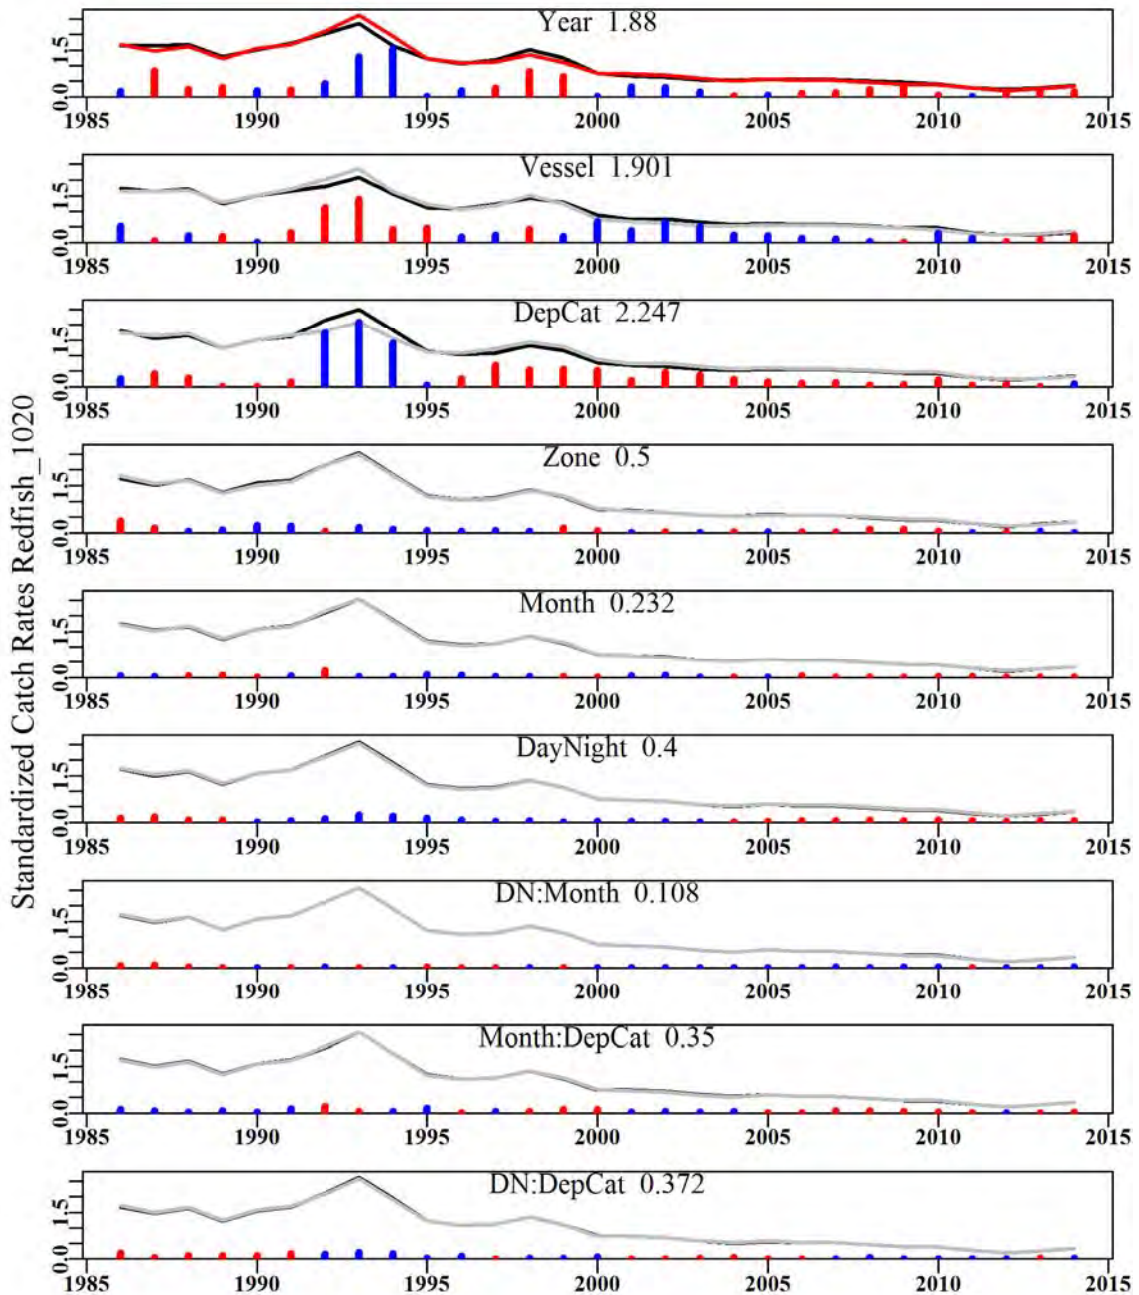 Standardized Catch Rates Redfish_1020
Year 1.88
0.0 1.5
1985 1990 1995 2000 2005 2010 2015
Vessel 1.901
0.0 1.5
1985 1990 1995 2000 2005 2010 2015
DepCat 2.247
0.0 1.5
1985 1990 1995 2000 2005 2010 2015
Zone 0.5
0.0 1.5
1985 1990 1995 2000 2005 2010 2015
Month 0.232
0.0 1.5
1985 1990 1995 2000 2005 2010 2015
DayNight 0.4
0.0 1.5
1985 1990 1995 2000 2005 2010 2015
DN:Month 0.108
0.0 1.5
1985 1990 1995 2000 2005 2010 2015
Month:DepCat 0.35
0.0 1.5
1985 1990 1995 2000 2005 2010 2015
DN:DepCat 0.372
0.0 1.5
1985 1990 1995 2000 2005 2010 2015